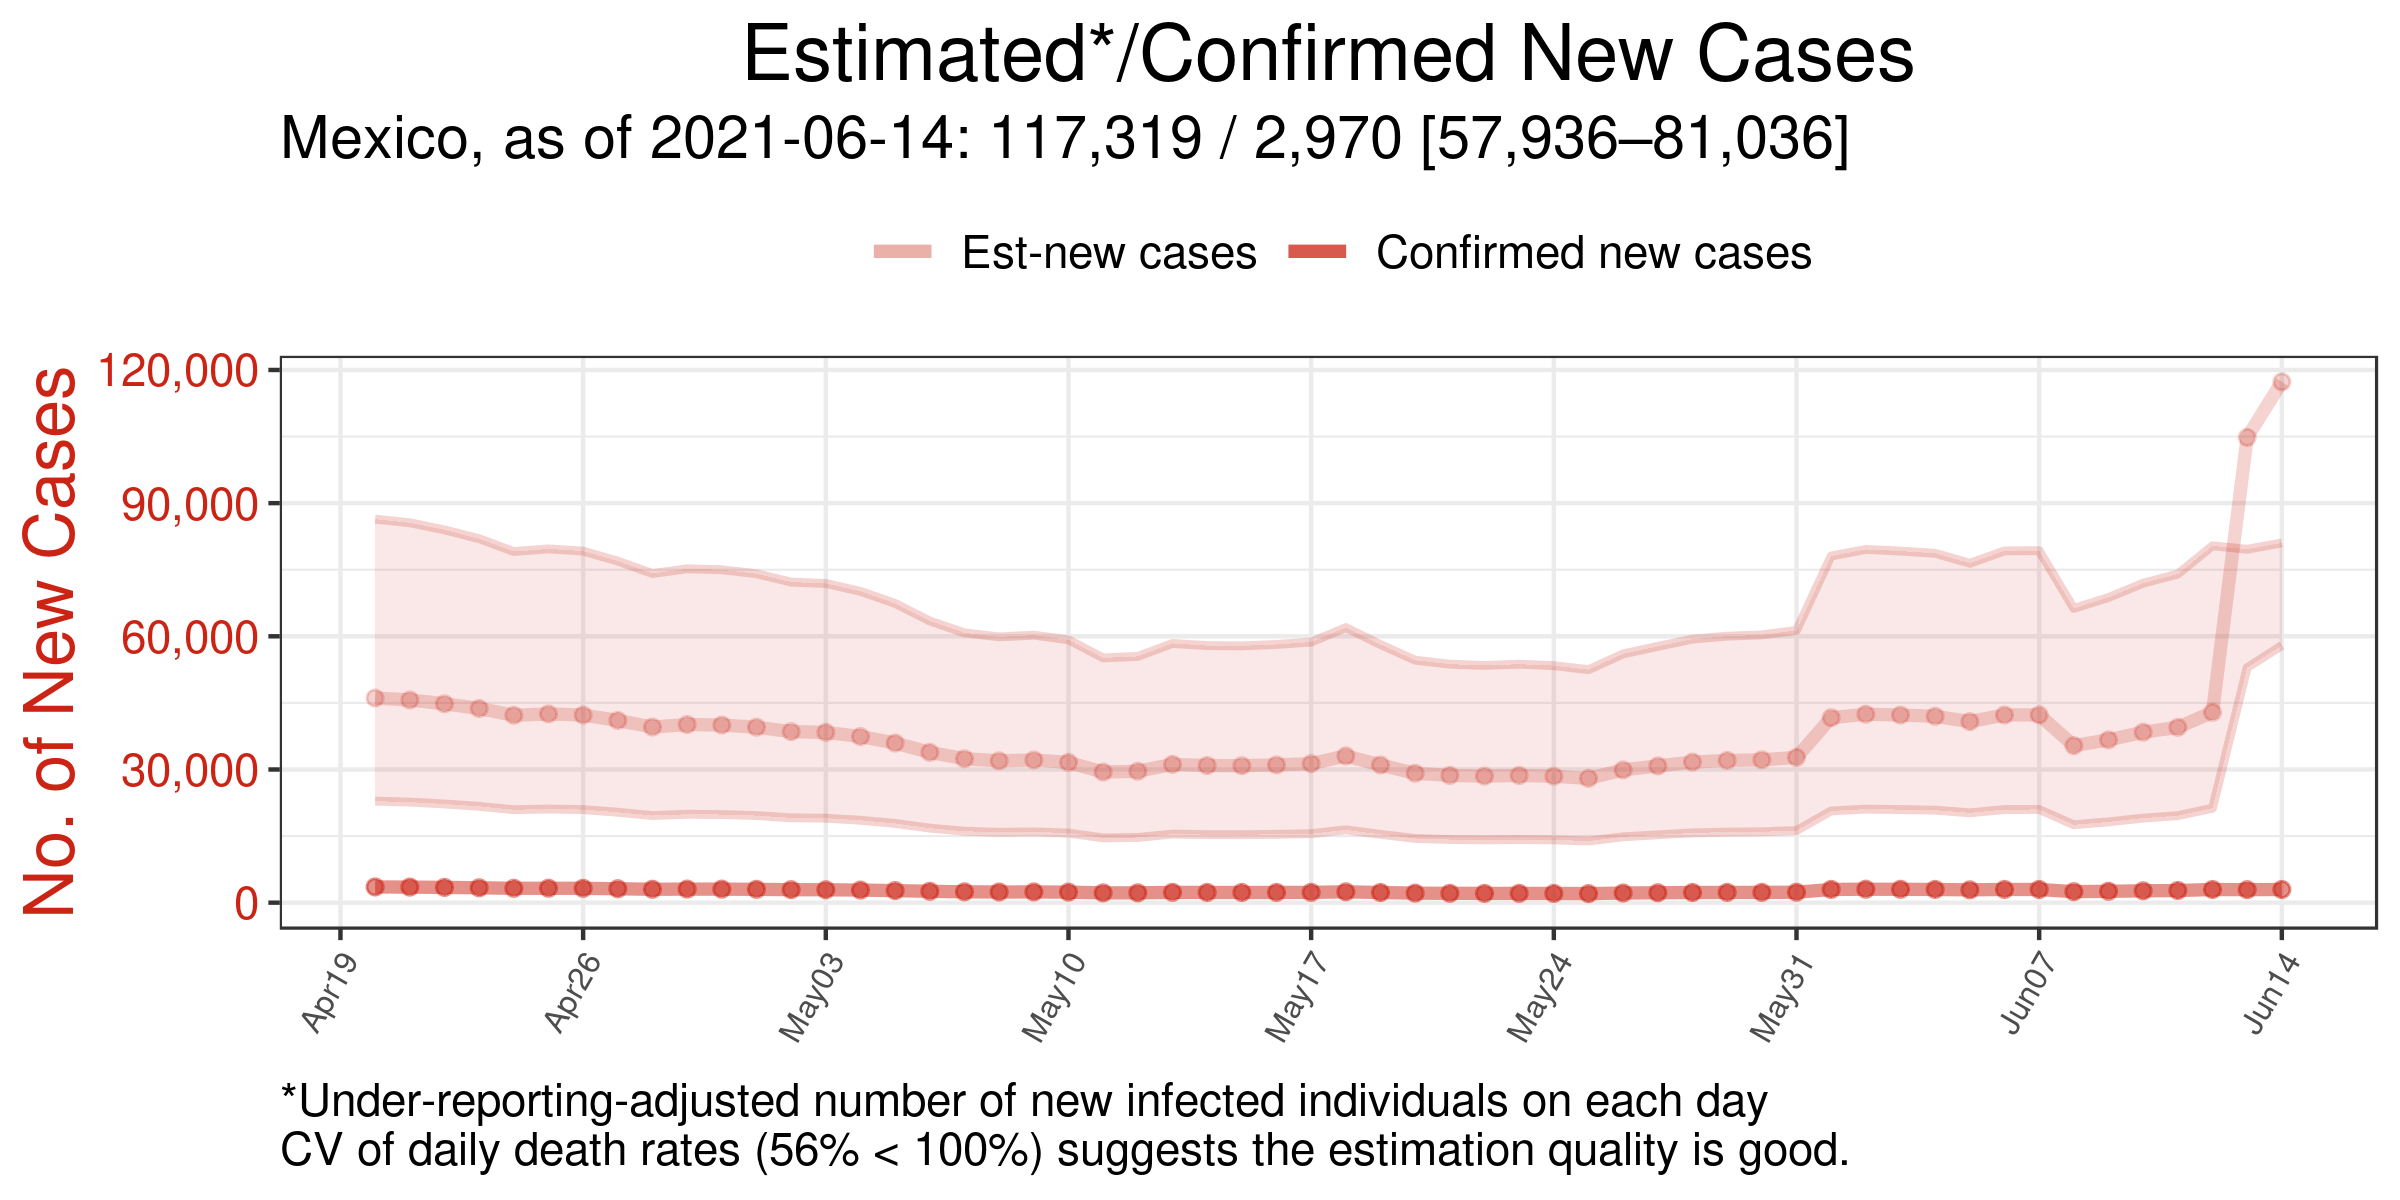 Estimated*/Confirmed New Cases
Mexico, as of 2021-06-14: 117,319 / 2,970 [57,936–81,036]
Est-new cases
Confirmed new cases
No. of New Cases
120,000
90,000
60,000
30,000
0
Apr19
Apr26
May03
May10
May17
May24
May31
Jun07
Jun14
*Under-reporting-adjusted number of new infected individuals on each day
CV of daily death rates (56% < 100%) suggests the estimation quality is good.